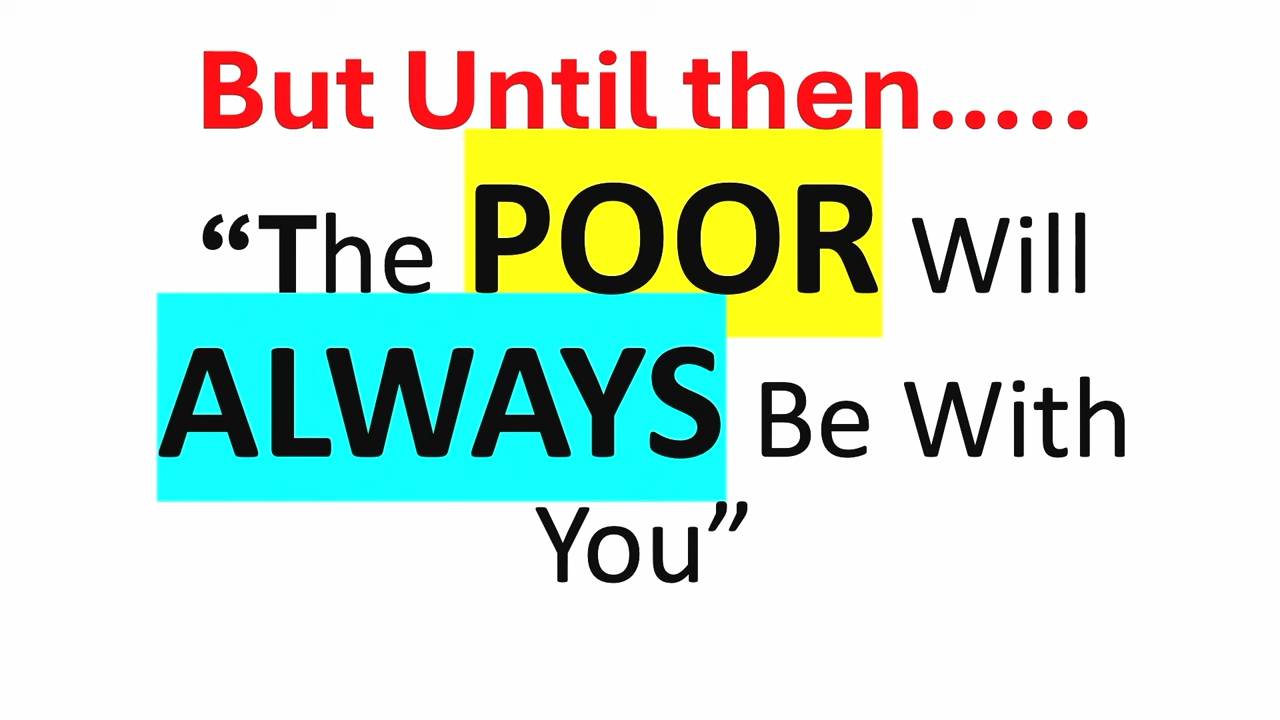 But Until then.....
“The POOR Will
ALWAYS Be With
You”